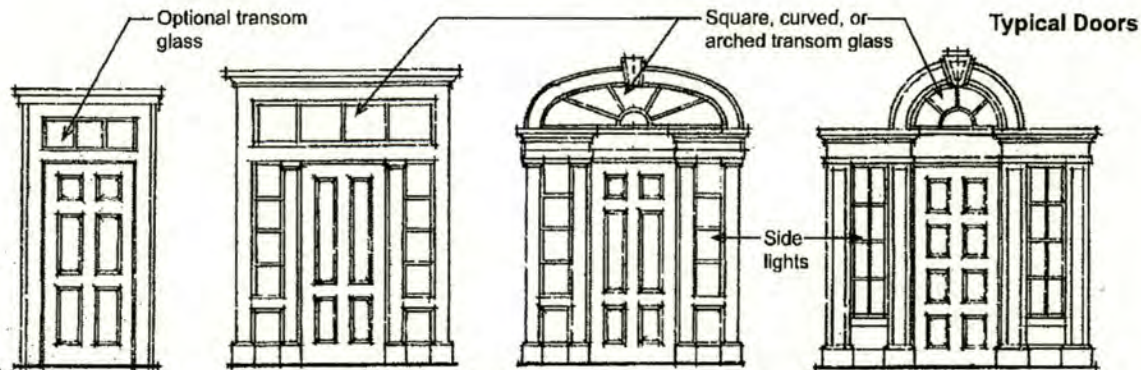 Optional transom
glass
Square, curved, or
arched transom glass
Typical Doors
Side
lights